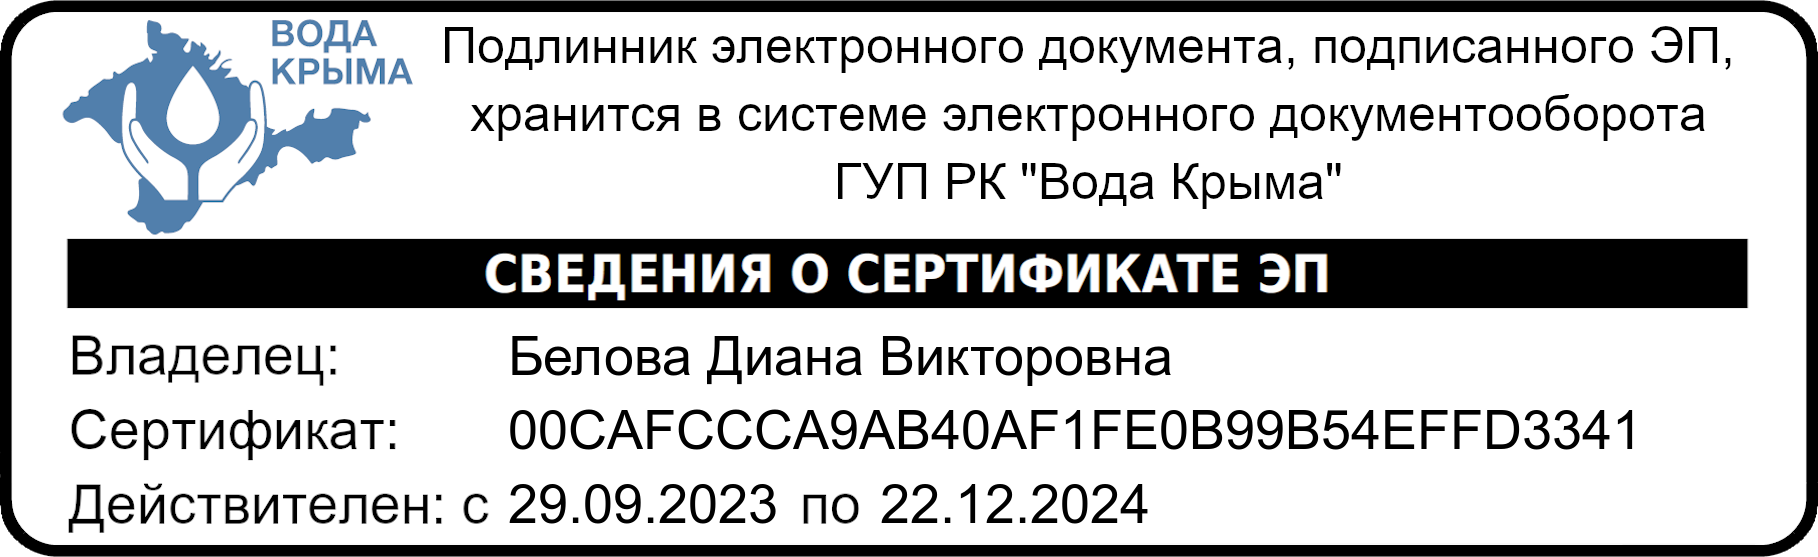 ВОДА
КРЫМА
Подлинник электронного документа, подписанного ЭП,
хранится в системе электронного документооборота
ГУП РК "Вода Крыма"
СВЕДЕНИЯ О СЕРТИФИКАТЕ ЭП
Владелец: Белова Диана Викторовна
Сертификат: 00CAFCCCA9AB40AF1FE0B99B54EFFD3341
Действителен: с 29.09.2023 по 22.12.2024